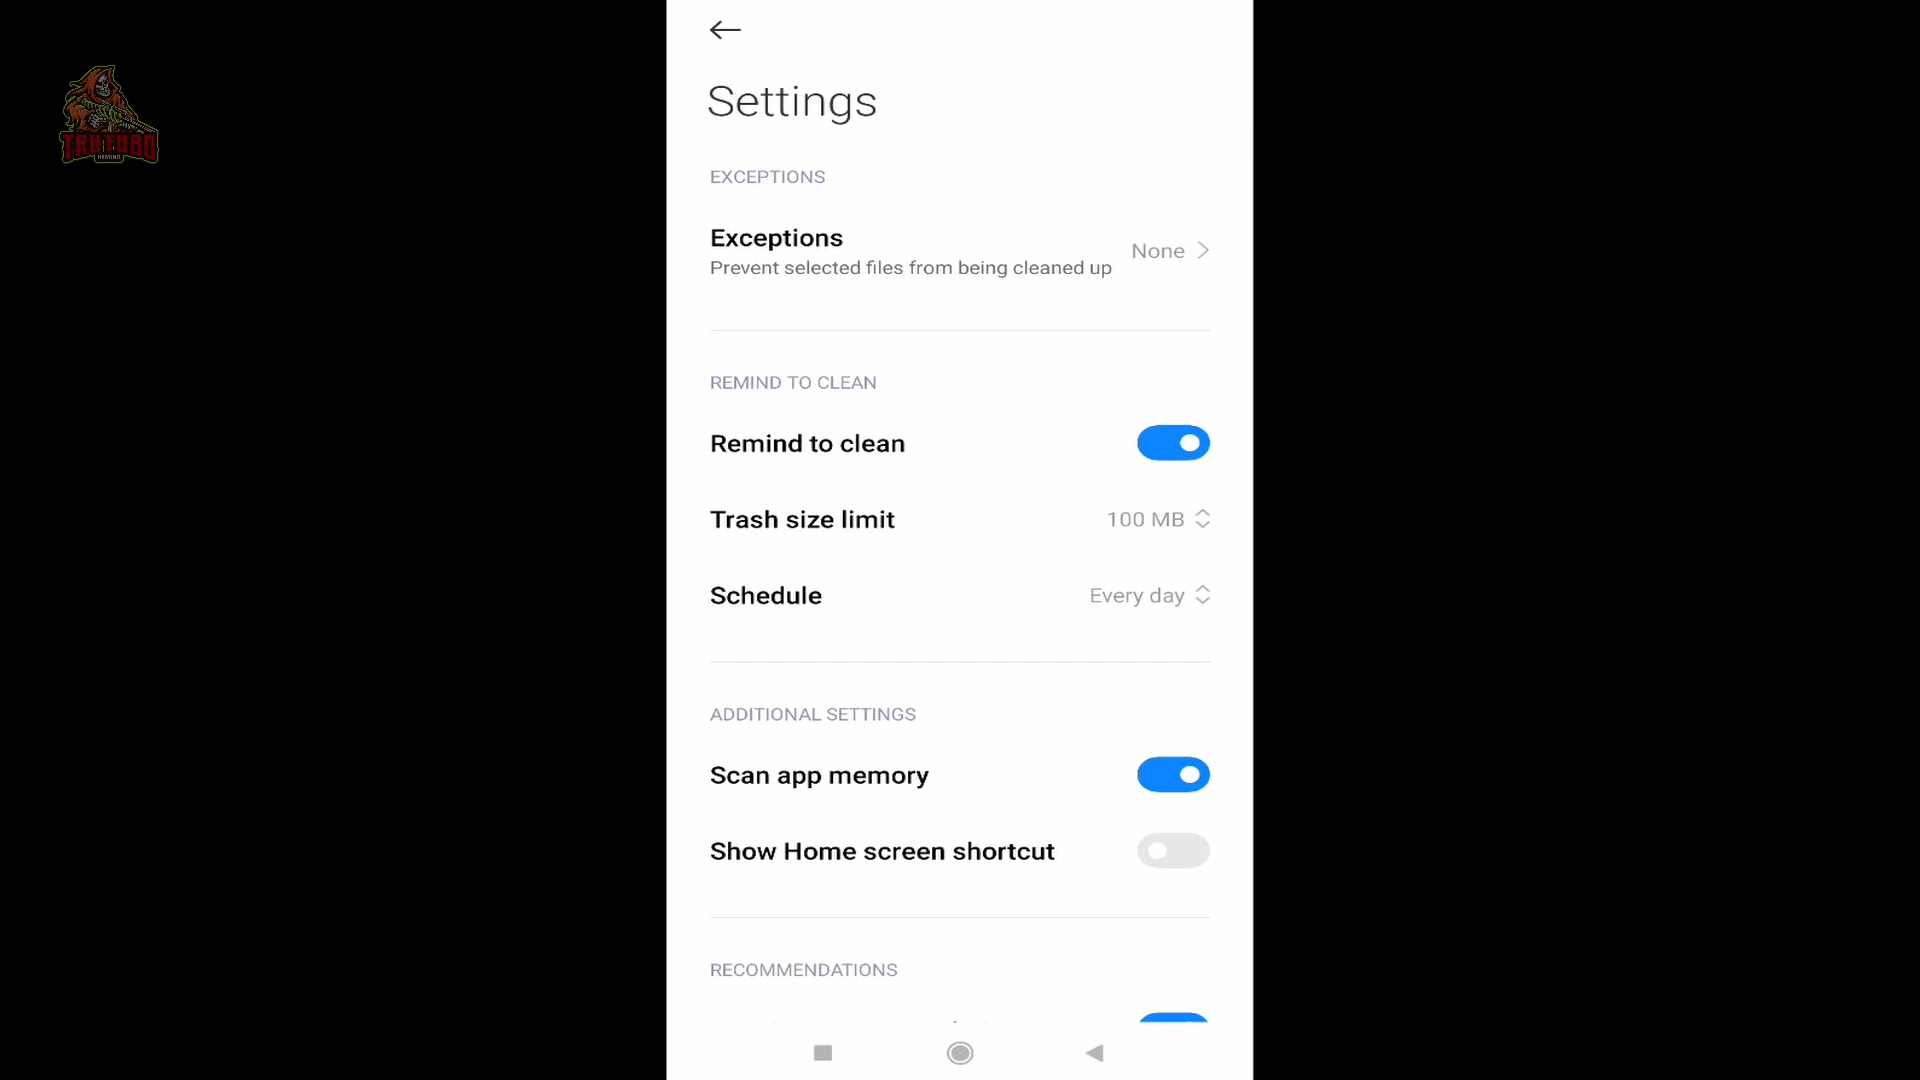 Settings
EXCEPTIONS
Exceptions
Prevent selected files from being cleaned up
None
REMIND TO CLEAN
Remind to clean
Trash size limit
100 MB
Schedule
Every day
ADDITIONAL SETTINGS
Scan app memory
Show Home screen shortcut
RECOMMENDATIONS